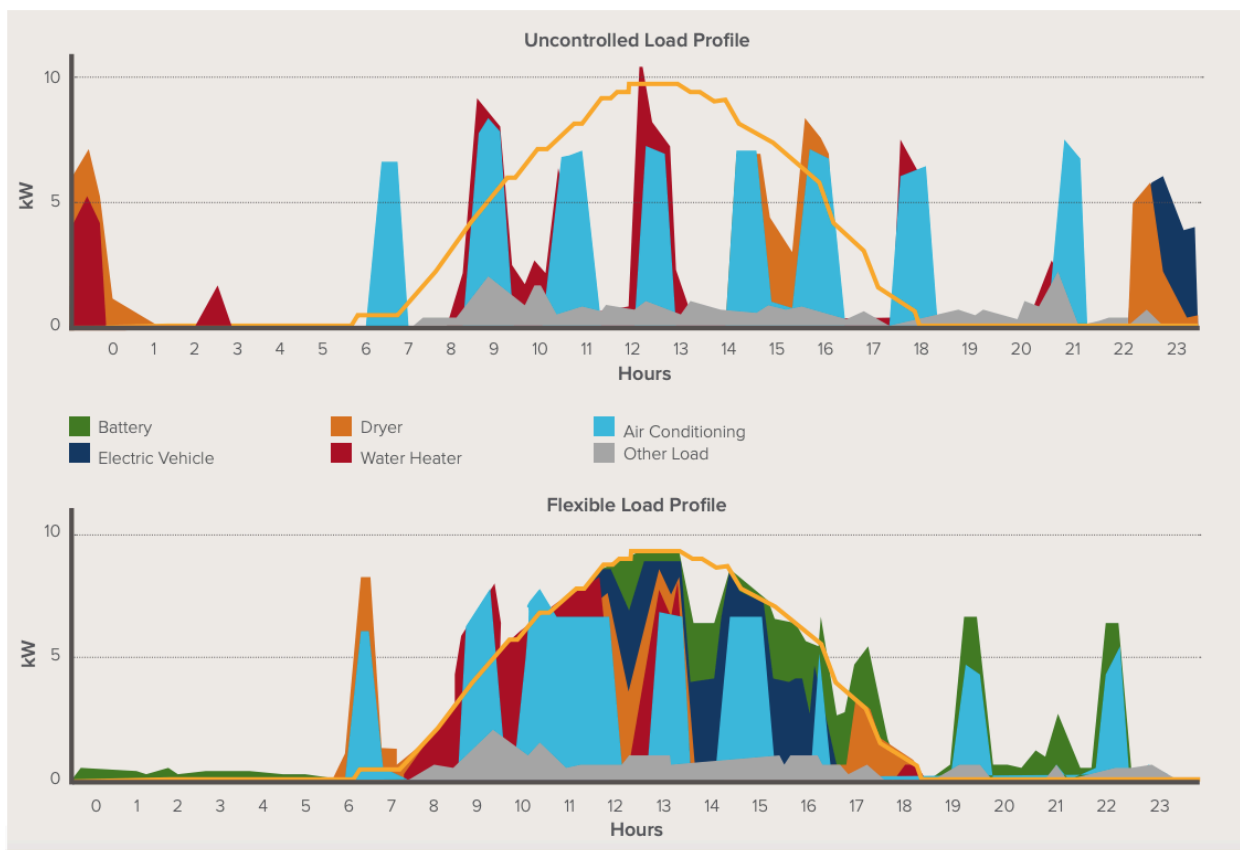 Uncontrolled Load Profile
10
5
0
kW
0 1 2 3 4 5 6 7 8 9 10 11 12 13 14 15 16 17 18 19 20 21 22 23
Hours
Battery Dryer Air Conditioning
Electric Vehicle Water Heater Other Load
Flexible Load Profile
10
5
0
kW
0 1 2 3 4 5 6 7 8 9 10 11 12 13 14 15 16 17 18 19 20 21 22 23
Hours